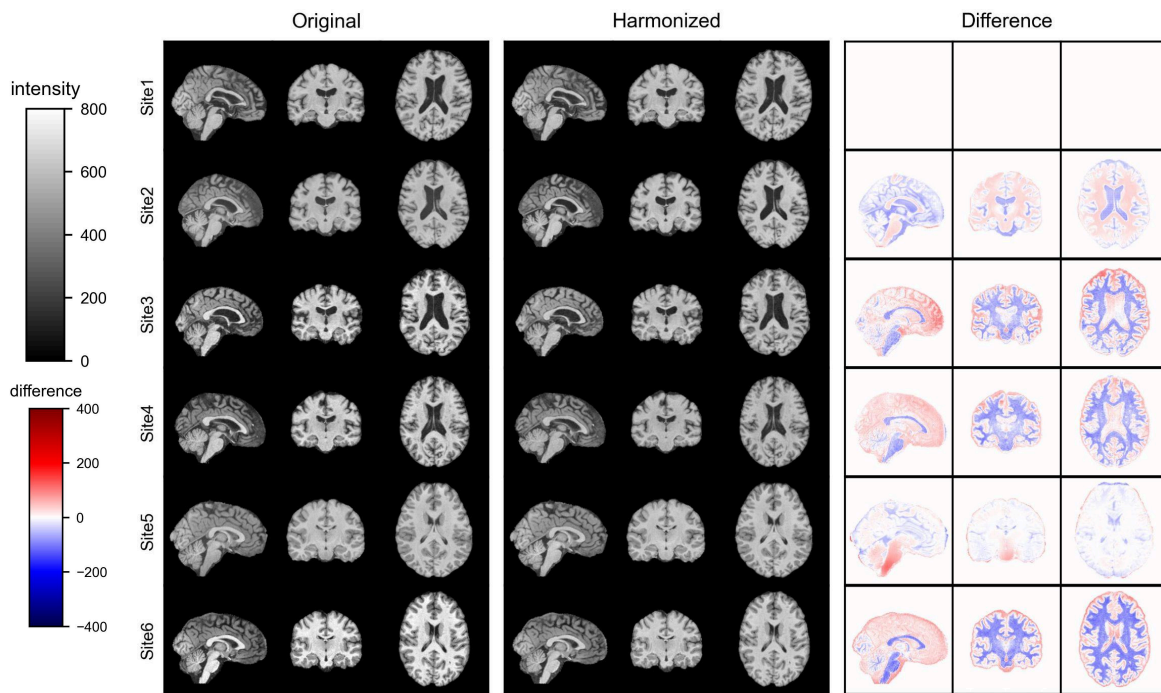 Original
Harmonized
Difference
intensity
800
600
400
200
0
difference
400
200
0
−200
−400
Site1
Site2
Site3
Site4
Site5
Site6